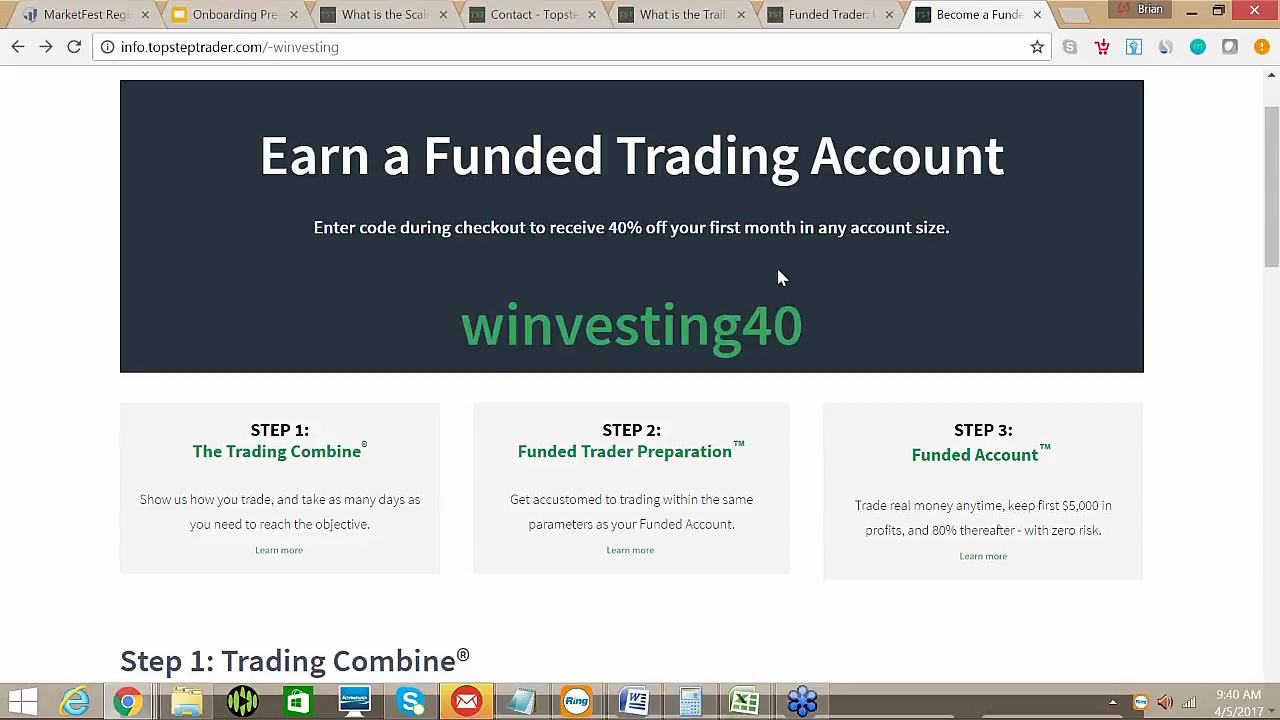 MarketFest Regi
Onboarding Pre
What is the Scal
Contact - Topste
What is the Trail
Funded Trader
Become a Funde
Brian
info.topsteptrader.com/-winvesting
Earn a Funded Trading Account
Enter code during checkout to receive 40% off your first month in any account size.
winvesting40
STEP 1:
The Trading Combine®
Show us how you trade, and take as many days as
you need to reach the objective.
Learn more
STEP 2:
Funded Trader Preparation™
Get accustomed to trading within the same
parameters as your Funded Account.
Learn more
STEP 3:
Funded Account™
Trade real money anytime, keep first $5,000 in
profits, and 80% thereafter - with zero risk.
Learn more
Step 1: Trading Combine®
lenovo
Ring
9:40 AM
4/5/2017